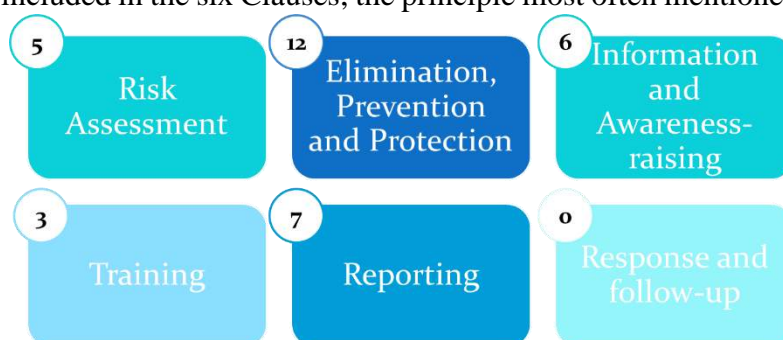 included in the six Clauses, the principle most often mentione
5
Risk
Assessment
12
Elimination,
Prevention
and Protection
6
Information
and
Awareness-
raising
3
Training
7
Reporting
0
Response and
follow-up